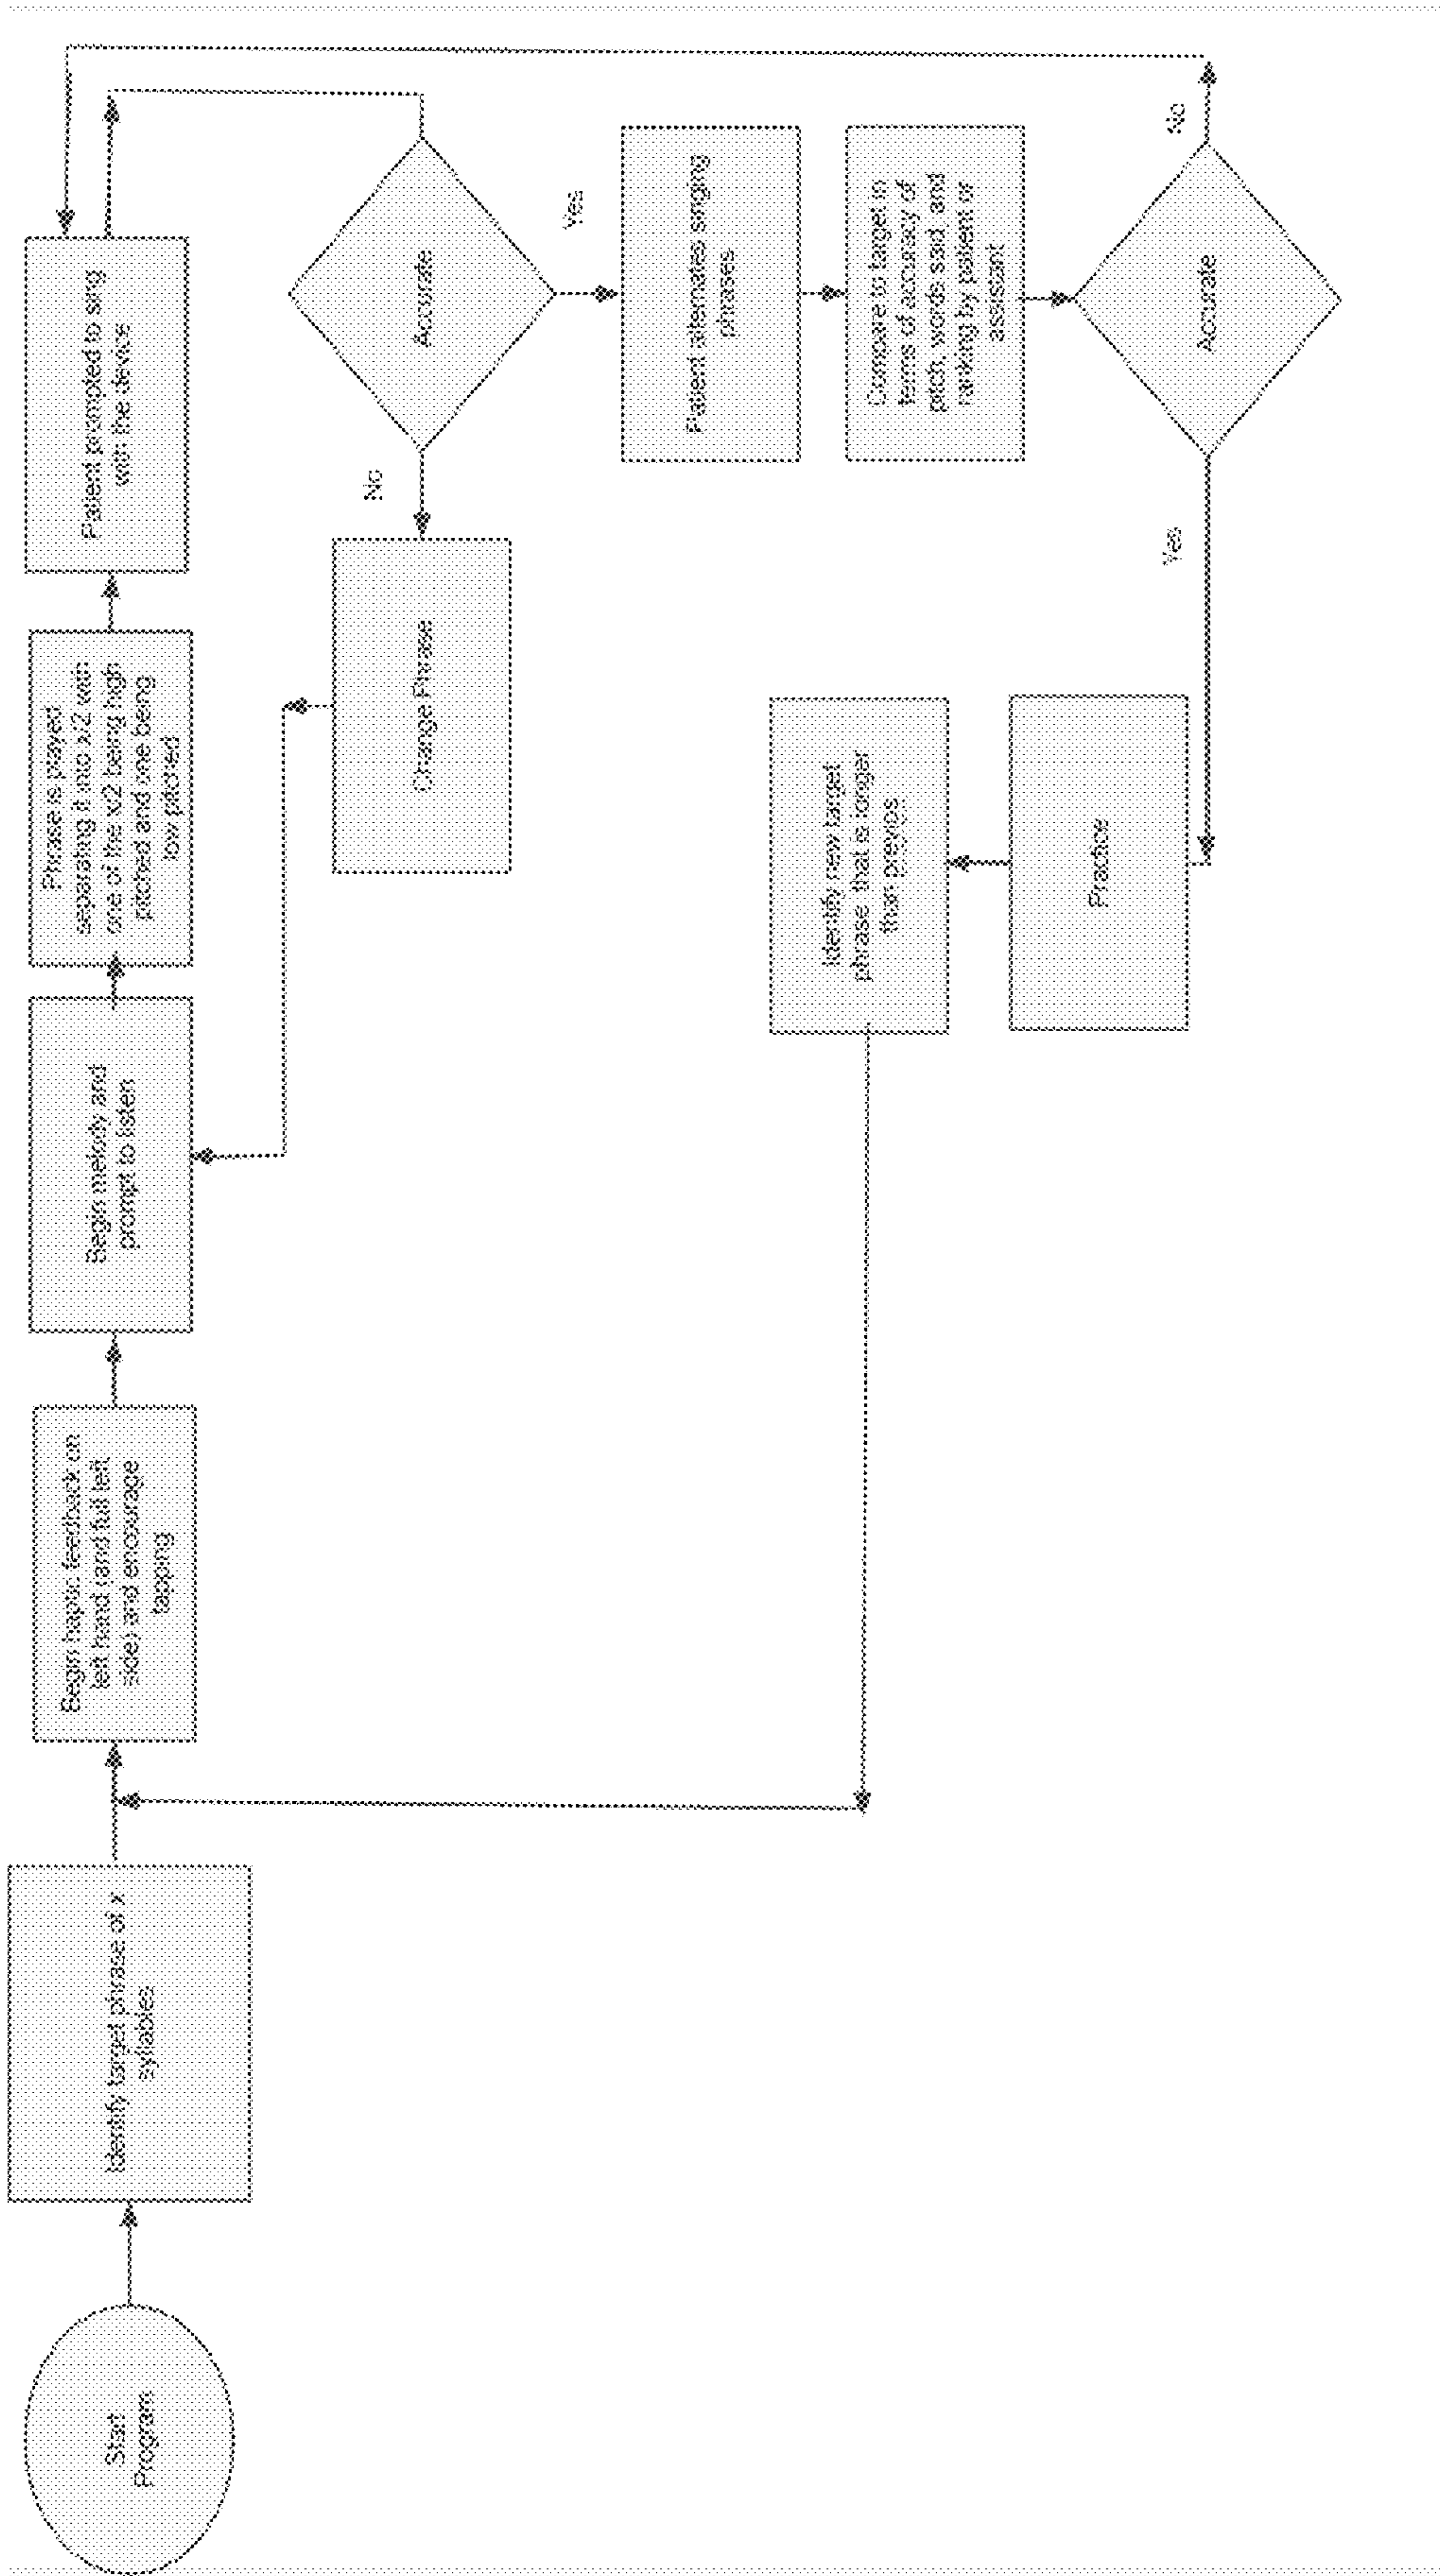 Start
Program
Identify target phrase of x
syllables
Begin haptic feedback on
left hand (and full left
side) and encourage
tapping
Begin melody and
prompt to listen
Phrase is played
separating it into x/2 with
one of the x/2 being high
pitched and one being
low pitched
Patient prompted to sing
with the device
Accurate
No
Change Phrase
Yes
Patient alternates singing
phrases
Compare to target in
terms of accuracy of
pitch, words said, and
ranking by patient or
assistant
Accurate
No
Yes
Practice
Identify new target
phrase that is longer
than previos